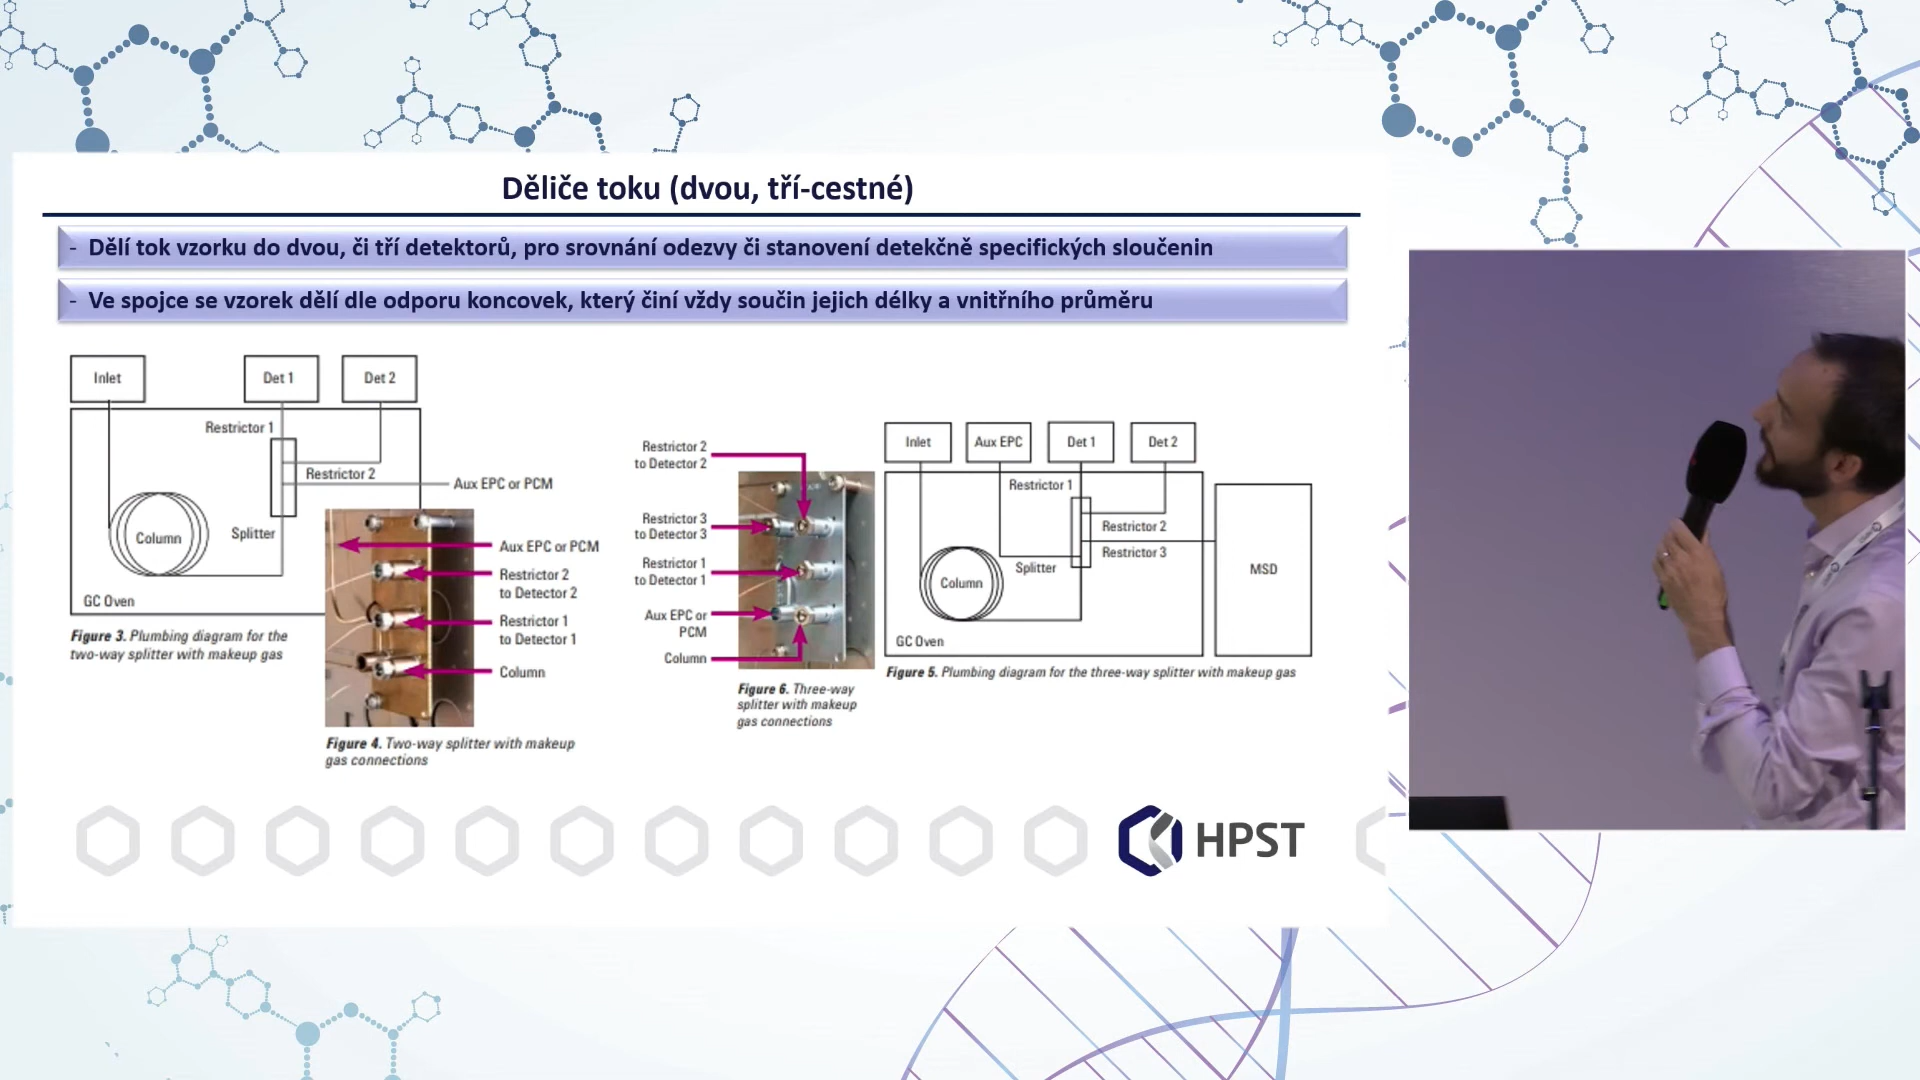 Děliče toku (dvou, tří-cestné)
- Dělí tok vzorku do dvou, či tří detektorů, pro srovnání odezvy či stanovení detekčně specifických sloučenin
- Ve spojce se vzorek dělí dle odporu koncovek, který činí vždy součin jejich délky a vnitřního průměru
Inlet
Det 1
Det 2
Restrictor 1
Restrictor 2
Aux EPC or PCM
Column
Splitter
GC Oven
Figure 3. Plumbing diagram for the
two-way splitter with makeup gas
Aux EPC or PCM
Restrictor 2
to Detector 2
Restrictor 1
to Detector 1
Column
Figure 4. Two-way splitter with makeup
gas connections
Restrictor 2
to Detector 2
Restrictor 3
to Detector 3
Restrictor 1
to Detector 1
Aux EPC or
PCM
Column
Figure 6. Three-way
splitter with makeup
gas connections
Inlet
Aux EPC
Det 1
Det 2
Restrictor 1
Restrictor 2
Restrictor 3
Splitter
Column
MSD
GC Oven
Figure 5. Plumbing diagram for the three-way splitter with makeup gas
HPST